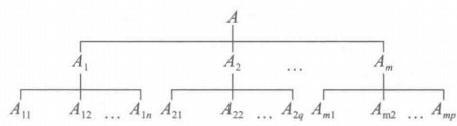 A
A₁ A₂ … Aₘ
A₁₁ A₁₂ … A₁ₙ A₂₁ A₂₂ … A₂q Aₘ₁ Aₘ₂ … Aₘₚ